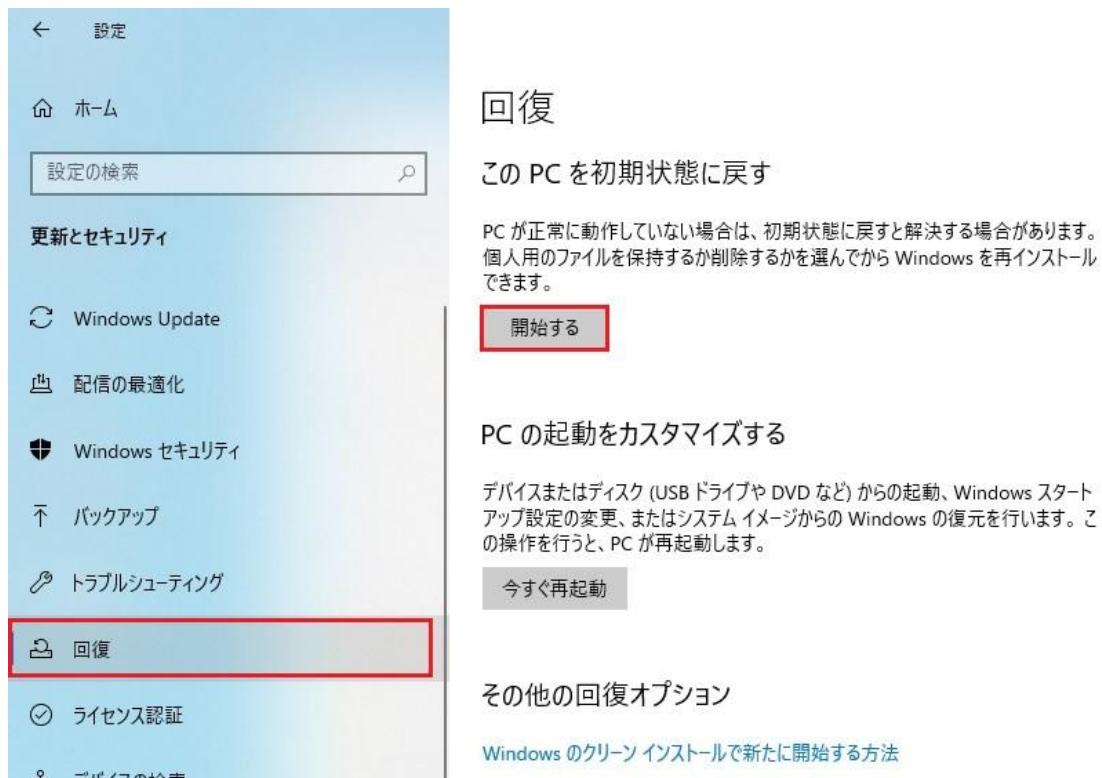 設定
ホーム
設定の検索
更新とセキュリティ
Windows Update
配信の最適化
Windows セキュリティ
バックアップ
トラブルシューティング
回復
ライセンス認証
デバイスの検索
回復
この PC を初期状態に戻す
PC が正常に動作していない場合は、初期状態に戻すと解決する場合があります。
個人用のファイルを保持するか削除するかを選んでから Windows を再インストール
できます。
開始する
PC の起動をカスタマイズする
デバイスまたはディスク (USB ドライブや DVD など) からの起動、Windows スタート
アップ設定の変更、またはシステム イメージからの Windows の復元を行います。こ
の操作を行うと、PC が再起動します。
今すぐ再起動
その他の回復オプション
Windows のクリーン インストールで新たに開始する方法